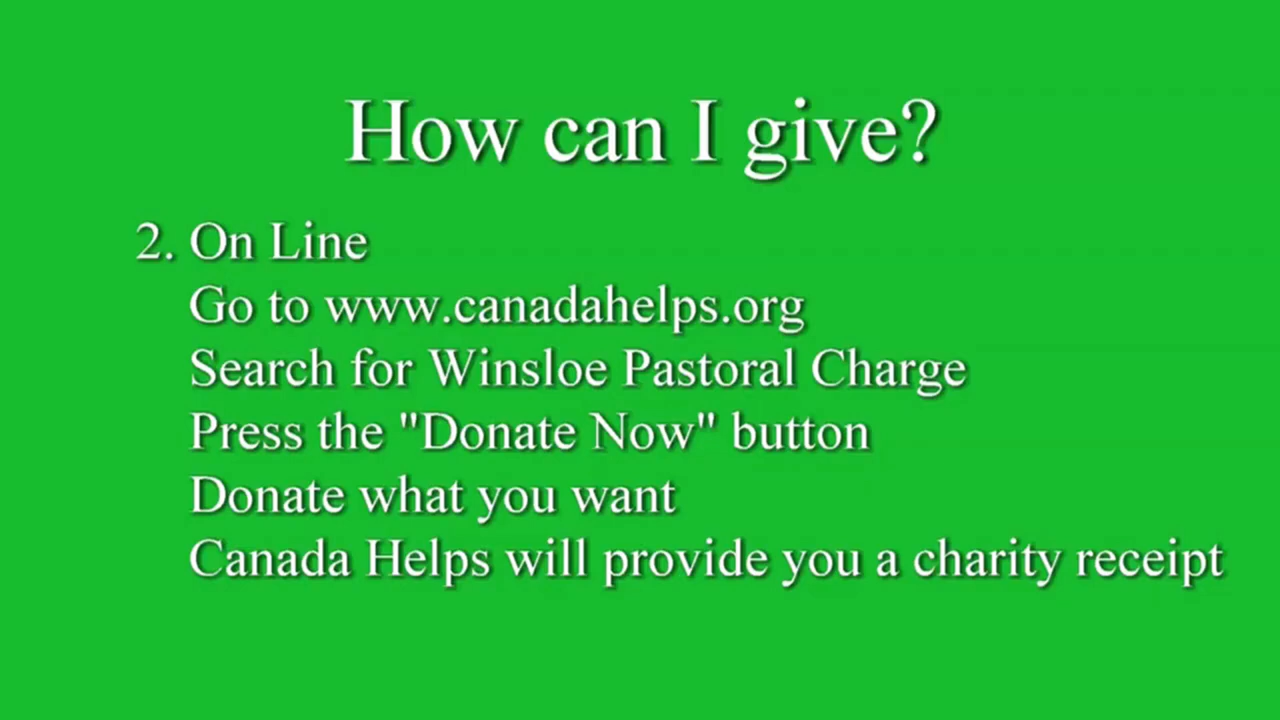 How can I give?
2. On Line
Go to www.canadahelps.org
Search for Winsloe Pastoral Charge
Press the "Donate Now" button
Donate what you want
Canada Helps will provide you a charity receipt